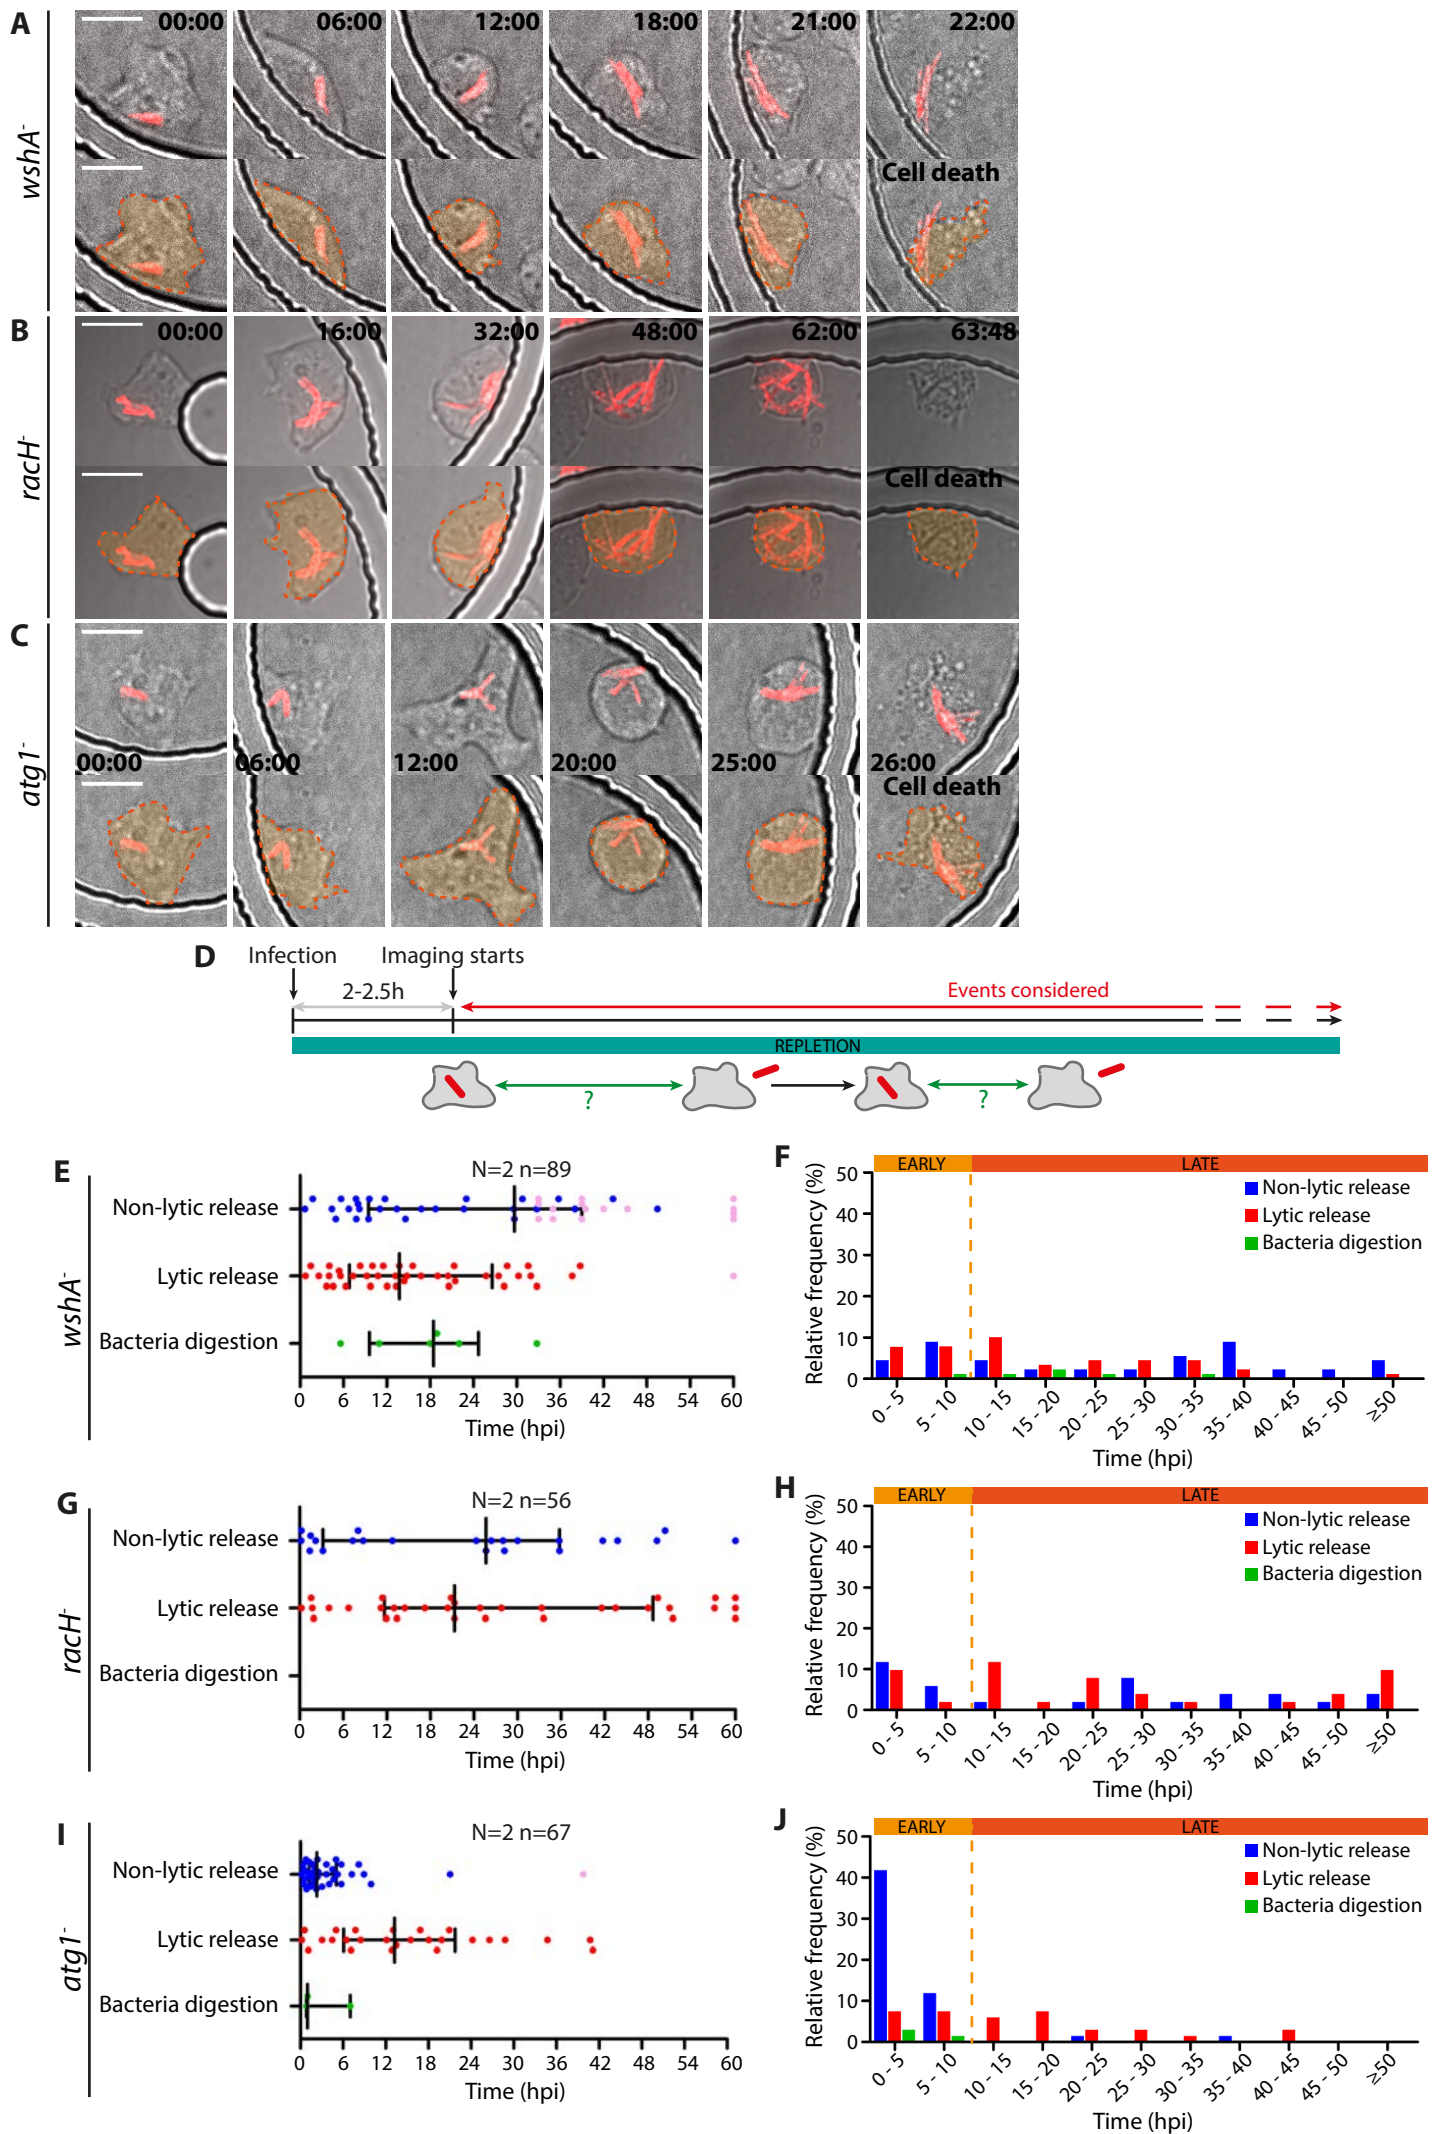 A
wshA-
00:00 06:00 12:00 18:00 21:00 22:00
Cell death
B
racH-
00:00 16:00 32:00 48:00 62:00 63:48
Cell death
C
atg1-
00:00 06:00 12:00 20:00 25:00 26:00
Cell death
D
Infection Imaging starts
2-2.5h
Events considered
REPLETION
? ?
E
wshA-
N=2 n=89
Non-lytic release
Lytic release
Bacteria digestion
0 6 12 18 24 30 36 42 48 54 60
Time (hpi)
F
EARLY LATE
Relative frequency (%)
50
40
30
20
10
0
Non-lytic release
Lytic release
Bacteria digestion
0 - 5 5 - 10 10 - 15 15 - 20 20 - 25 25 - 30 30 - 35 35 - 40 40 - 45 45 - 50 ≥50
Time (hpi)
G
racH-
N=2 n=56
Non-lytic release
Lytic release
Bacteria digestion
0 6 12 18 24 30 36 42 48 54 60
Time (hpi)
H
EARLY LATE
Relative frequency (%)
50
40
30
20
10
0
Non-lytic release
Lytic release
Bacteria digestion
0 - 5 5 - 10 10 - 15 15 - 20 20 - 25 25 - 30 30 - 35 35 - 40 40 - 45 45 - 50 ≥50
Time (hpi)
I
atg1-
N=2 n=67
Non-lytic release
Lytic release
Bacteria digestion
0 6 12 18 24 30 36 42 48 54 60
Time (hpi)
J
EARLY LATE
Relative frequency (%)
50
40
30
20
10
0
Non-lytic release
Lytic release
Bacteria digestion
0 - 5 5 - 10 10 - 15 15 - 20 20 - 25 25 - 30 30 - 35 35 - 40 40 - 45 45 - 50 ≥50
Time (hpi)